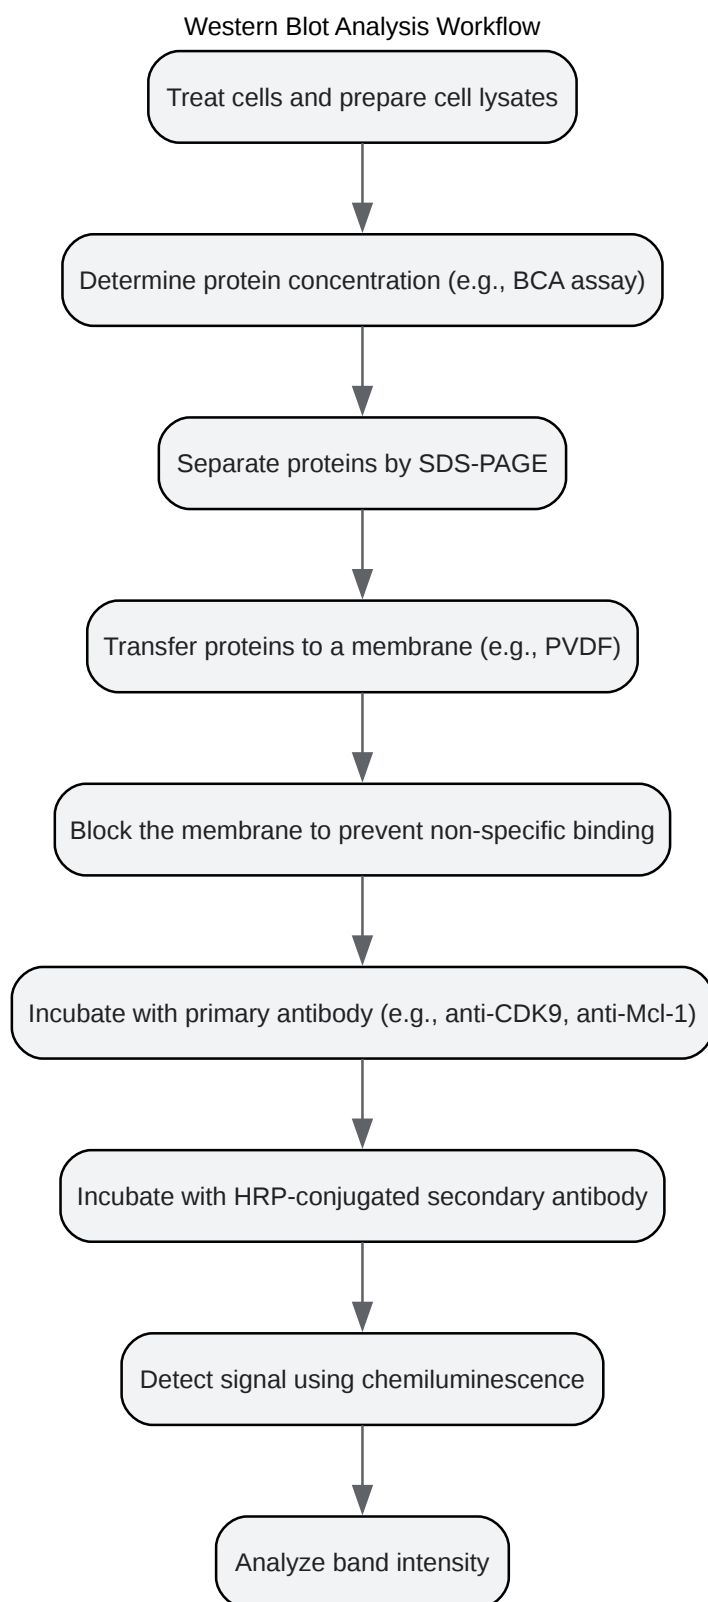 Western Blot Analysis Workflow
Treat cells and prepare cell lysates
Determine protein concentration (e.g., BCA assay)
Separate proteins by SDS-PAGE
Transfer proteins to a membrane (e.g., PVDF)
Block the membrane to prevent non-specific binding
Incubate with primary antibody (e.g., anti-CDK9, anti-Mcl-1)
Incubate with HRP-conjugated secondary antibody
Detect signal using chemiluminescence
Analyze band intensity